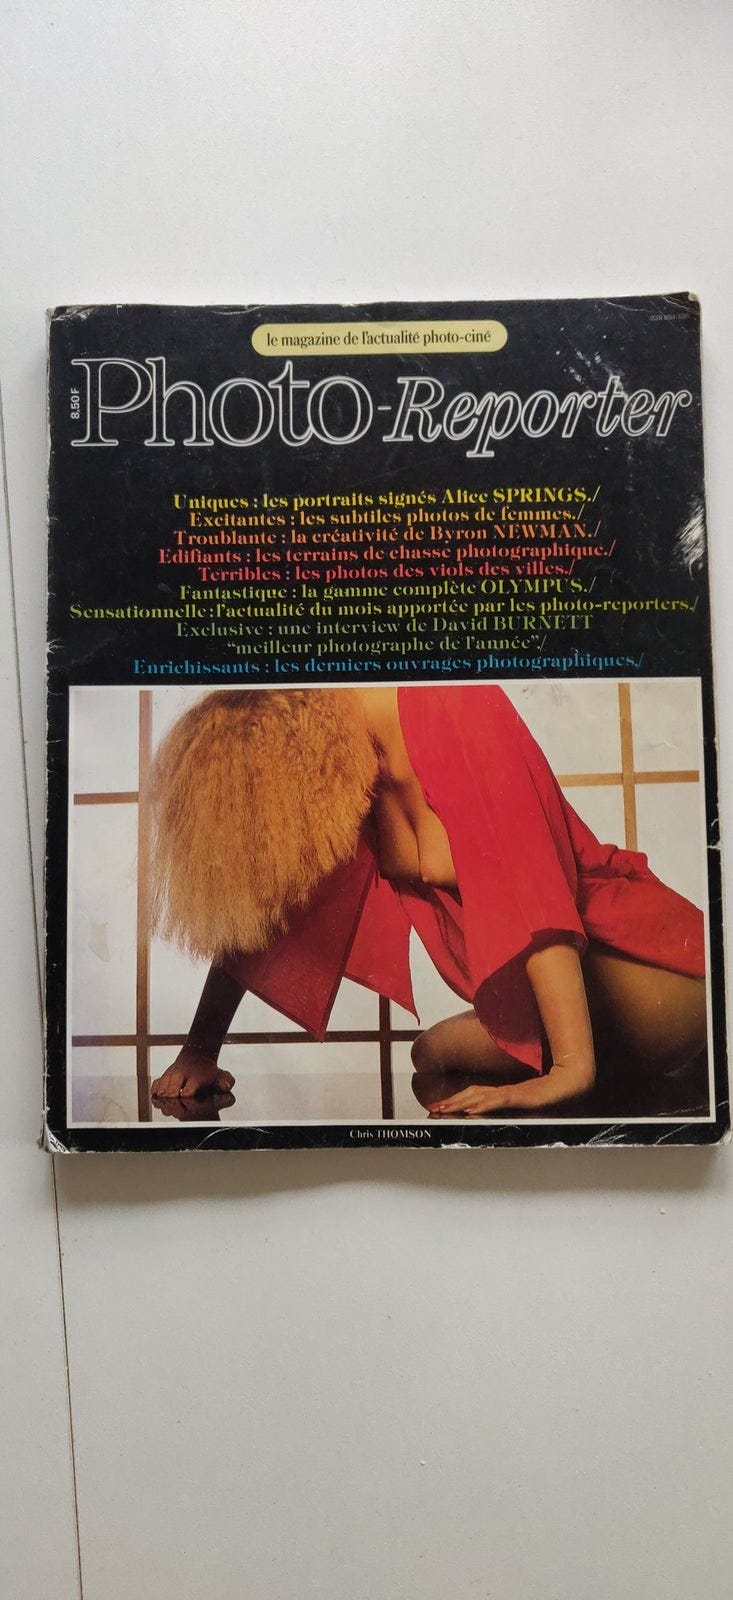 le magazine de l'actualité photo-ciné
8.50F
Photo-Reporter
Uniques : les portraits signés Alice SPRINGS./
Excitantes : les subtiles photos de femmes./
Troublante : la créativité de Byron NEWMAN./
Edifiants : les terrains de chasse photographique./
Terribles : les photos des viols des villes./
Fantastique : la gamme complète OLYMPUS./
Sensationnelle : l'actualité du mois apportée par les photo-reporters./
Exclusive : une interview de David BURNETT
"meilleur photographe de l'année"./
Enrichissants : les derniers ouvrages photographiques./
Chris THOMSON